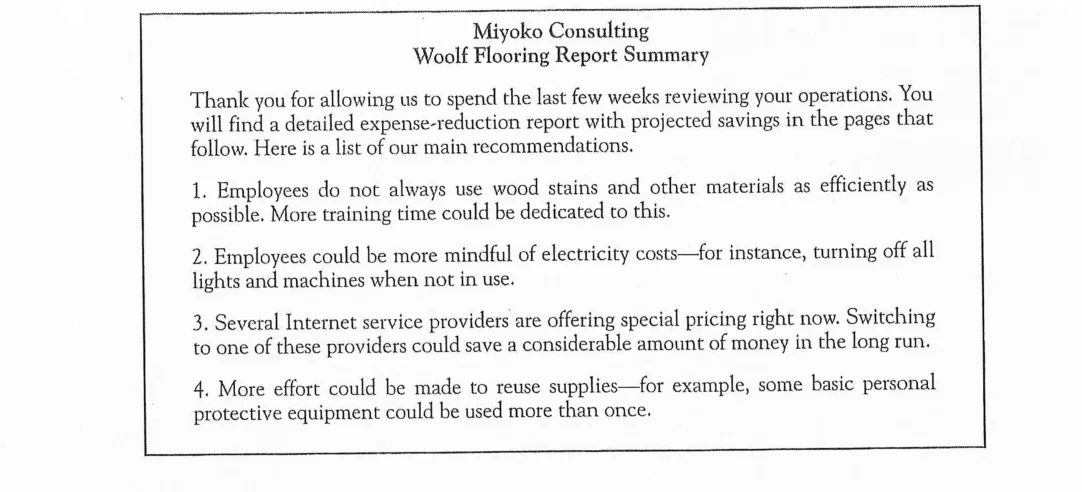 Miyoko Consulting
Woolf Flooring Report Summary
Thank you for allowing us to spend the last few weeks reviewing your operations. You
will find a detailed expense-reduction report with projected savings in the pages that
follow. Here is a list of our main recommendations.
1. Employees do not always use wood stains and other materials as efficiently as
possible. More training time could be dedicated to this.
2. Employees could be more mindful of electricity costs—for instance, turning off all
lights and machines when not in use.
3. Several Internet service providers are offering special pricing right now. Switching
to one of these providers could save a considerable amount of money in the long run.
4. More effort could be made to reuse supplies—for example, some basic personal
protective equipment could be used more than once.